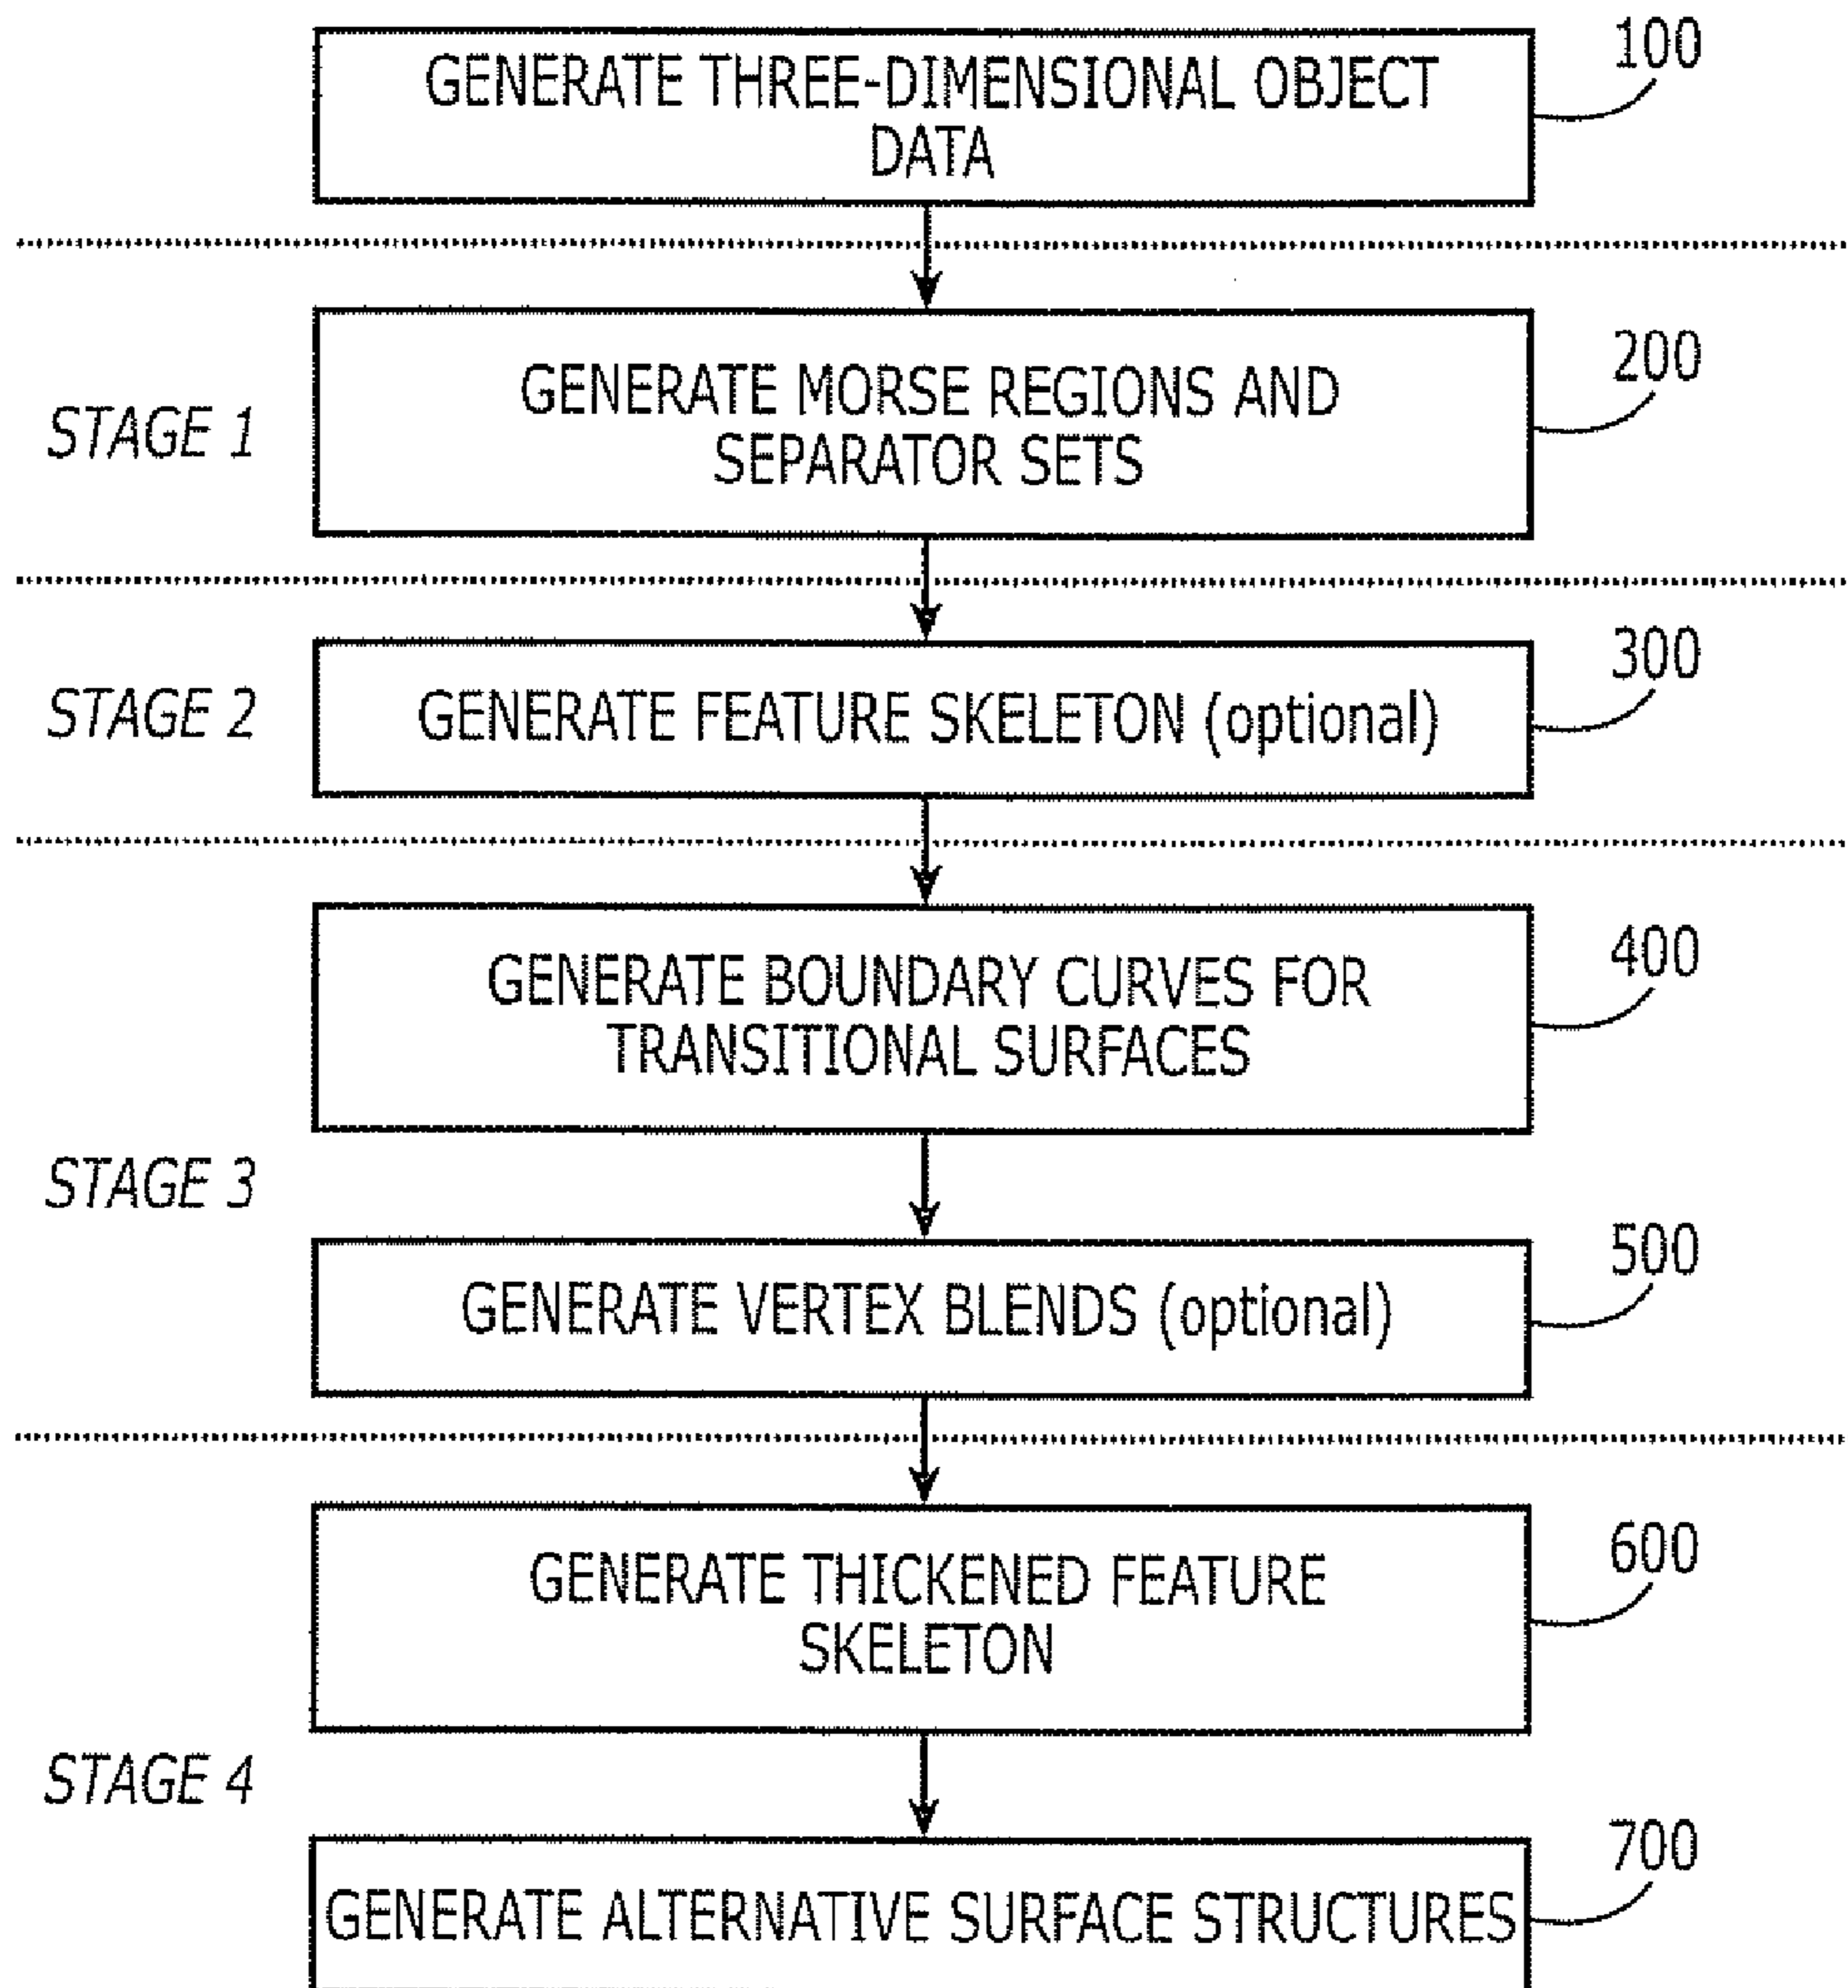 GENERATE THREE-DIMENSIONAL OBJECT
DATA
100
STAGE 1
GENERATE MORSE REGIONS AND
SEPARATOR SETS
200
STAGE 2
GENERATE FEATURE SKELETON (optional)
300
GENERATE BOUNDARY CURVES FOR
TRANSITIONAL SURFACES
400
STAGE 3
GENERATE VERTEX BLENDS (optional)
500
GENERATE THICKENED FEATURE
SKELETON
600
STAGE 4
GENERATE ALTERNATIVE SURFACE STRUCTURES
700